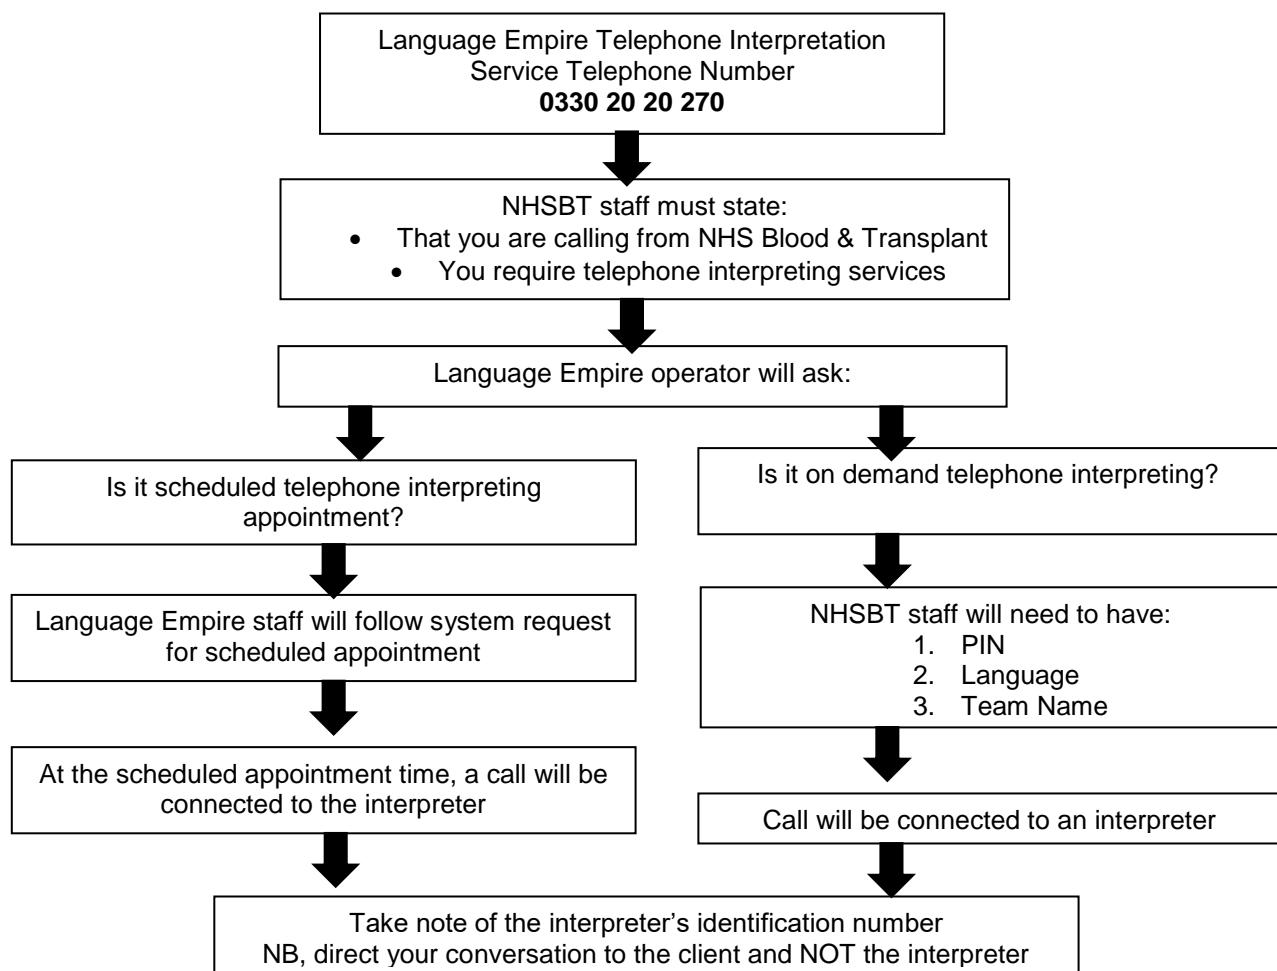 Language Empire Telephone Interpretation
Service Telephone Number
0330 20 20 270
NHSBT staff must state:
• That you are calling from NHS Blood & Transplant
• You require telephone interpreting services
Language Empire operator will ask:
Is it scheduled telephone interpreting
appointment?
Language Empire staff will follow system request
for scheduled appointment
At the scheduled appointment time, a call will be
connected to the interpreter
Is it on demand telephone interpreting?
NHSBT staff will need to have:
1. PIN
2. Language
3. Team Name
Call will be connected to an interpreter
Take note of the interpreter’s identification number
NB, direct your conversation to the client and NOT the interpreter